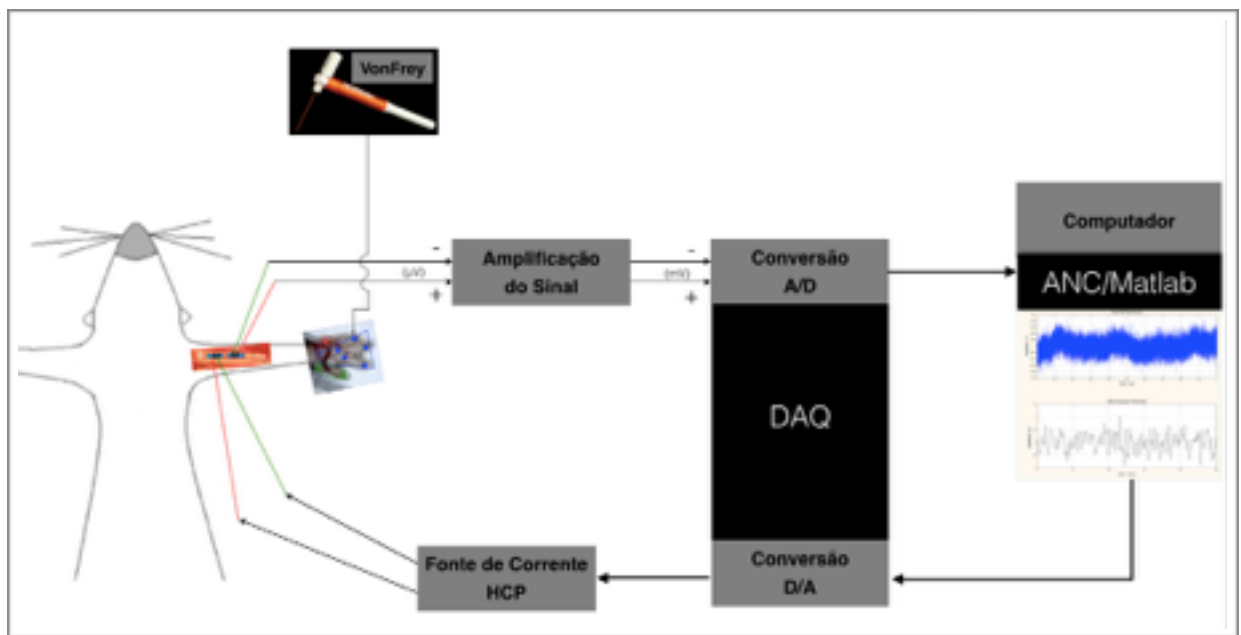 VonFrey
Computador
ANC/Matlab
-
(μV)
+
Amplificação
do Sinal
-
(mV)
+
Conversão
A/D
DAQ
Conversão
D/A
Fonte de Corrente
HCP